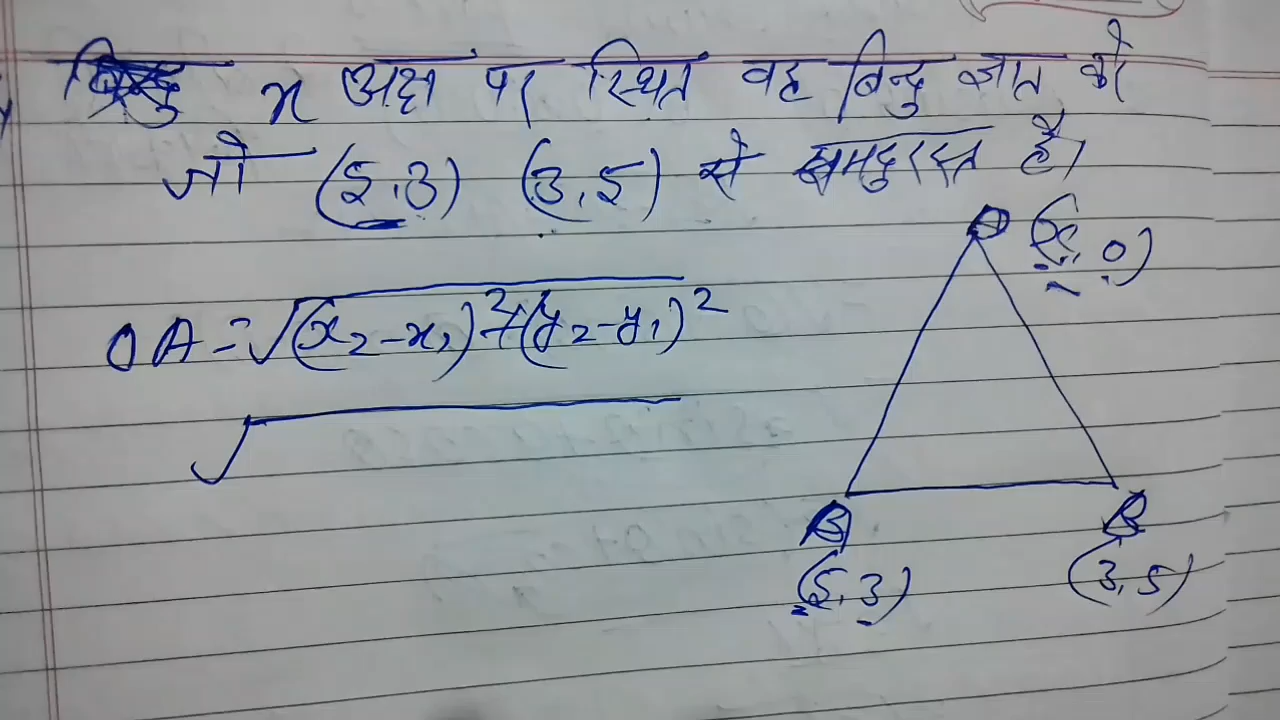 x अक्ष पर स्थित वह बिन्दु ज्ञात करो
जो (5,3) (3,5) से समदुरस्त है।
(x, 0)
OA = √(x₂-x₁)²+(y₂-y₁)²
√
B B
(5,3) (3,5)